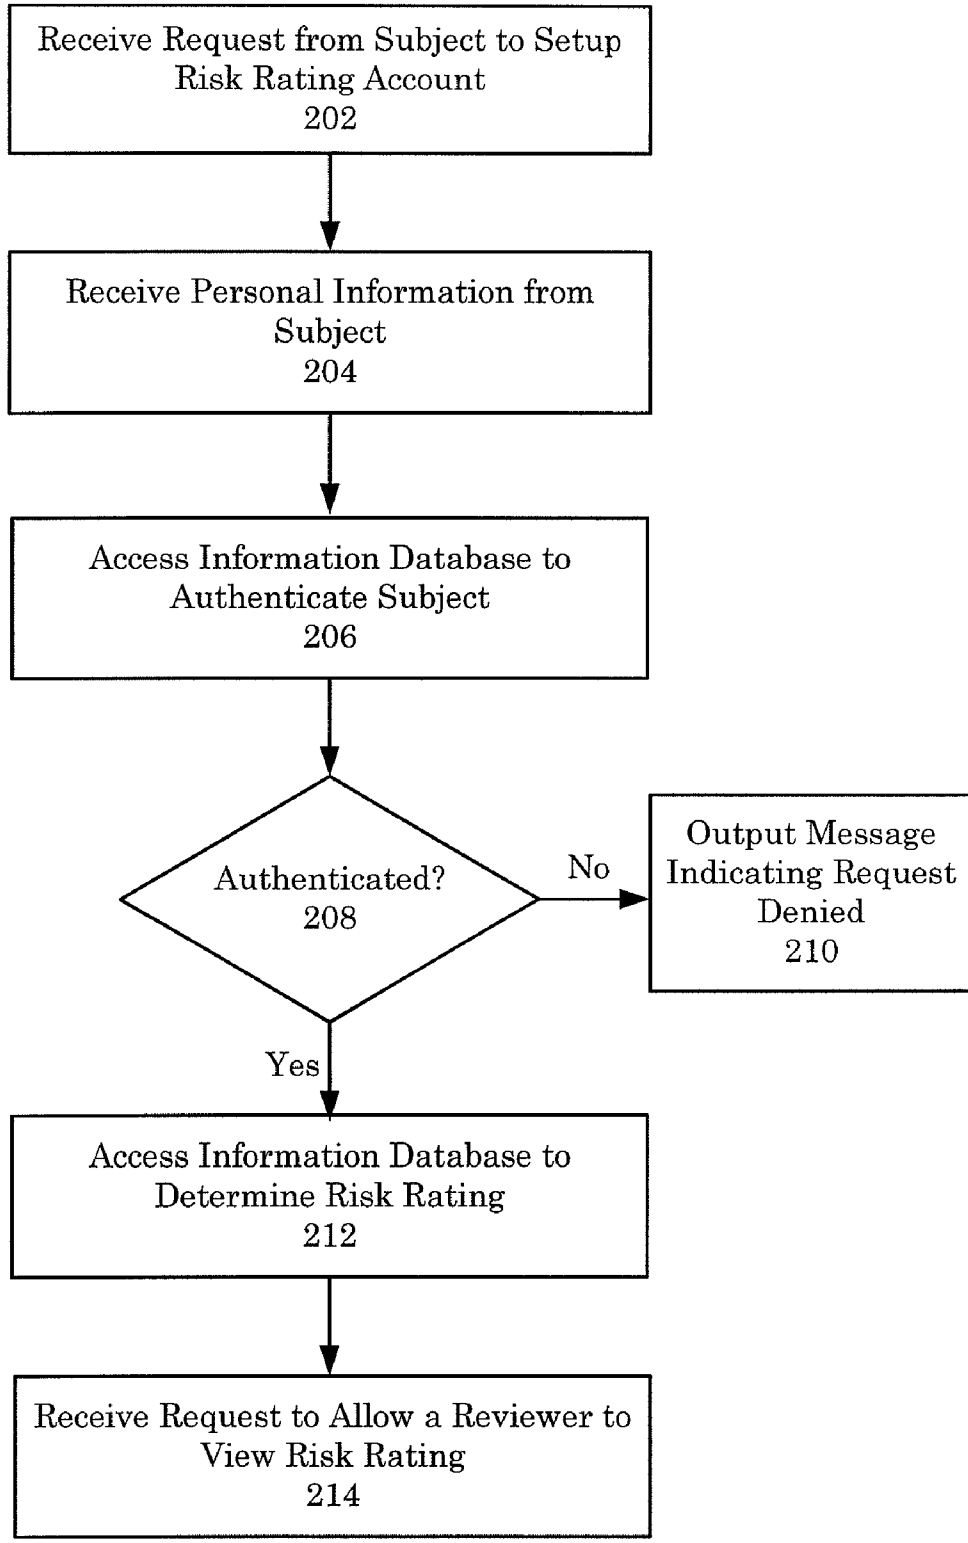 Receive Request from Subject to Setup
Risk Rating Account
202
Receive Personal Information from
Subject
204
Access Information Database to
Authenticate Subject
206
Authenticated?
208
No
Output Message
Indicating Request
Denied
210
Yes
Access Information Database to
Determine Risk Rating
212
Receive Request to Allow a Reviewer to
View Risk Rating
214